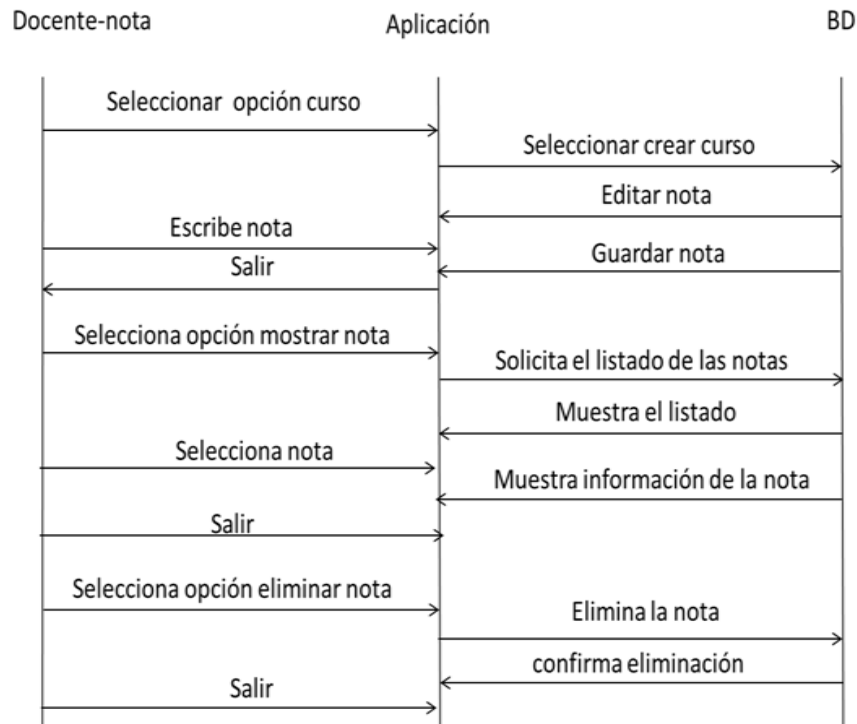 Docente-nota
Aplicación
BD
Seleccionar opción curso
Seleccionar crear curso
Editar nota
Escribe nota
Guardar nota
Salir
Selecciona opción mostrar nota
Solicita el listado de las notas
Muestra el listado
Selecciona nota
Muestra información de la nota
Salir
Selecciona opción eliminar nota
Elimina la nota
confirma eliminación
Salir